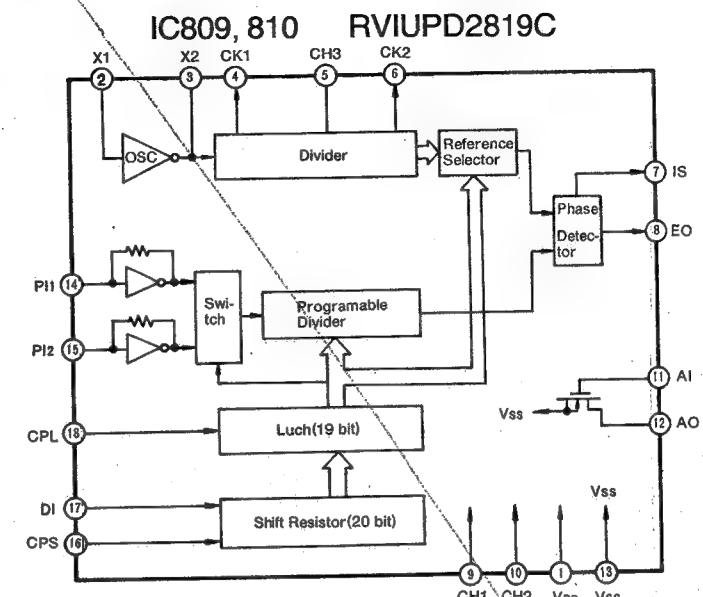 IC809, 810 RVIUPD2819C
X1 X2 CK1 CH3 CK2
2 3 4 5 6
OSC
Divider
Reference
Selector
7 IS
Phase
Detec-
tor
8 EO
PI1 14
Swi-
tch
Programable
Divider
PI2 15
11 AI
Vss
12 AO
CPL 18
Luch(19 bit)
DI 17
Shift Resistor(20 bit)
CPS 16
Vss
9 10 1 13
CH1 CH2 Vss